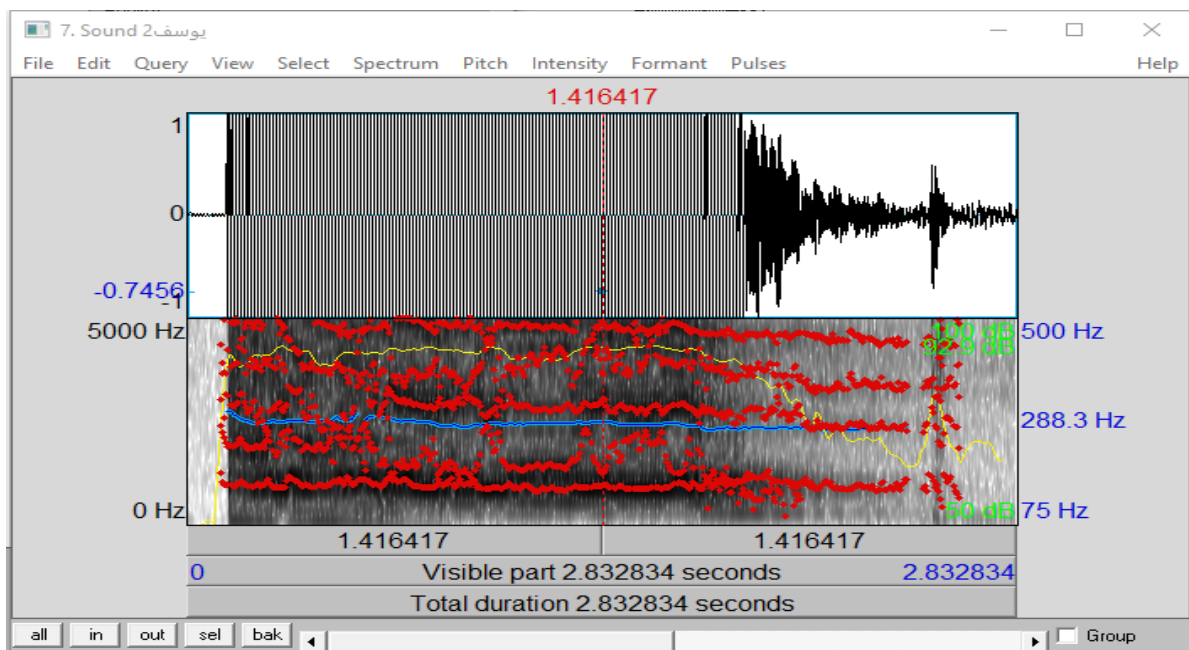 7. Sound 2يوسف
File Edit Query View Select Spectrum Pitch Intensity Formant Pulses Help
1.416417
1
0
-0.7456
-1
5000 Hz
100 dB 500 Hz
288.3 Hz
0 Hz
50 dB 75 Hz
1.416417 1.416417
0 Visible part 2.832834 seconds 2.832834
Total duration 2.832834 seconds
all in out sel bak Group